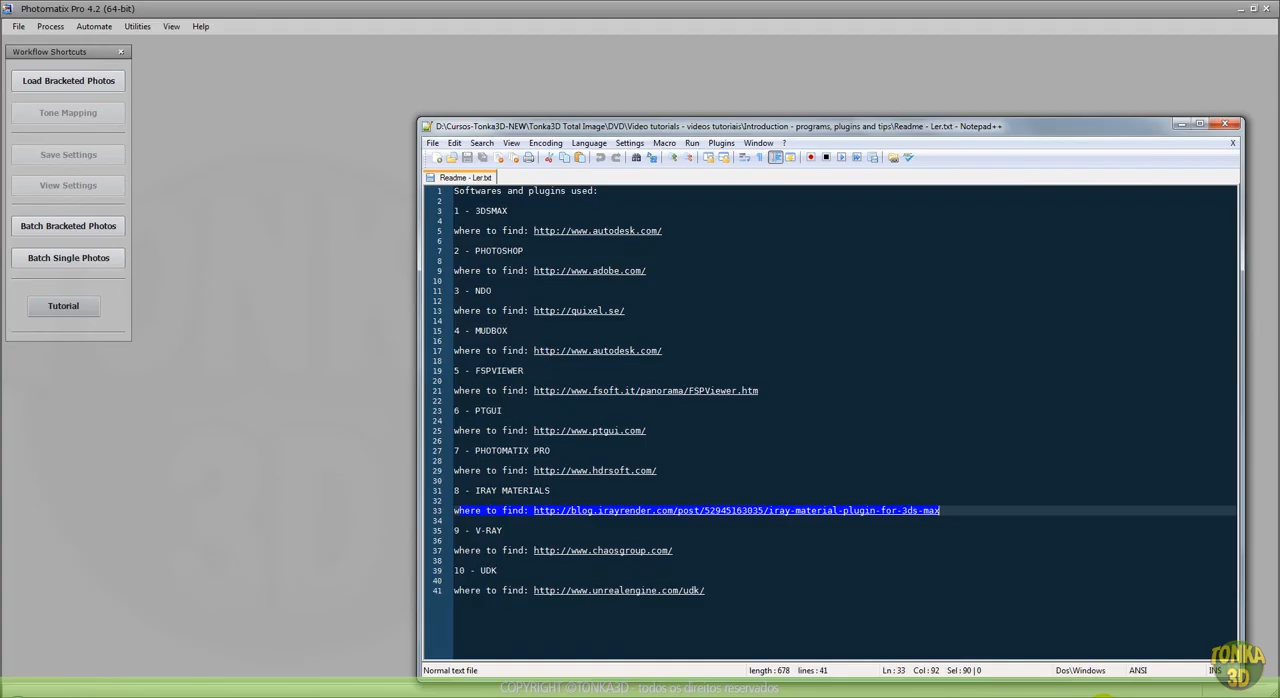 Photomatix Pro 4.2 (64-bit)
File Process Automate Utilities View Help
Workflow Shortcuts
Load Bracketed Photos
Tone Mapping
Save Settings
View Settings
Batch Bracketed Photos
Batch Single Photos
Tutorial
D:\Cursos-Tonka3D-NEW\Tonka3D Total Image\DVD\Video tutorials - videos tutoriais\Introduction - programs, plugins and tips\Readme - Ler.txt - Notepad++
File Edit Search View Encoding Language Settings Macro Run Plugins Window ? X
Readme - Ler.txt
1 Softwares and plugins used:
2
3 1 - 3DSMAX
4
5 where to find: http://www.autodesk.com/
6
7 2 - PHOTOSHOP
8
9 where to find: http://www.adobe.com/
10
11 3 - NDO
12
13 where to find: http://quixel.se/
14
15 4 - MUDBOX
16
17 where to find: http://www.autodesk.com/
18
19 5 - FSPVIEWER
20
21 where to find: http://www.fsoft.it/panorama/FSPViewer.htm
22
23 6 - PTGUI
24
25 where to find: http://www.ptgui.com/
26
27 7 - PHOTOMATIX PRO
28
29 where to find: http://www.hdrsoft.com/
30
31 8 - IRAY MATERIALS
32
33 where to find: http://blog.irayrender.com/post/52945163035/iray-material-plugin-for-3ds-max
34
35 9 - V-RAY
36
37 where to find: http://www.chaosgroup.com/
38
39 10 - UDK
40
41 where to find: http://www.unrealengine.com/udk/
Normal text file length : 678 lines : 41 Ln : 33 Col : 92 Sel : 90 | 0 Dos\Windows ANSI INS
TONKA
3D
COPYRIGHT ©TONKA3D - todos os direitos reservados